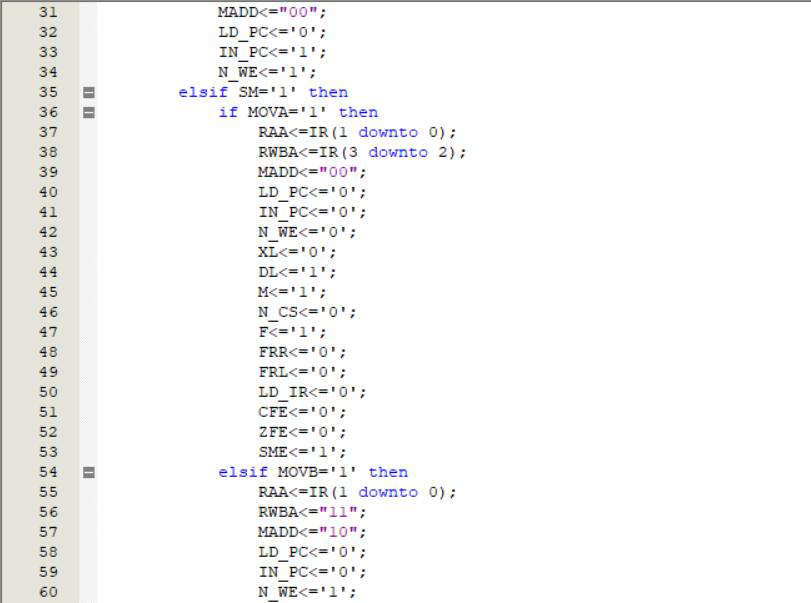 31 MADD<="00";
32 LD_PC<='0';
33 IN_PC<='1';
34 N_WE<='1';
35 elsif SM='1' then
36 if MOVA='1' then
37 RAA<=IR(1 downto 0);
38 RWBA<=IR(3 downto 2);
39 MADD<="00";
40 LD_PC<='0';
41 IN_PC<='0';
42 N_WE<='0';
43 XL<='0';
44 DL<='1';
45 M<='1';
46 N_CS<='0';
47 F<='1';
48 FRR<='0';
49 FRL<='0';
50 LD_IR<='0';
51 CFE<='0';
52 ZFE<='0';
53 SME<='1';
54 elsif MOVB='1' then
55 RAA<=IR(1 downto 0);
56 RWBA<="11";
57 MADD<="10";
58 LD_PC<='0';
59 IN_PC<='0';
60 N_WE<='1';